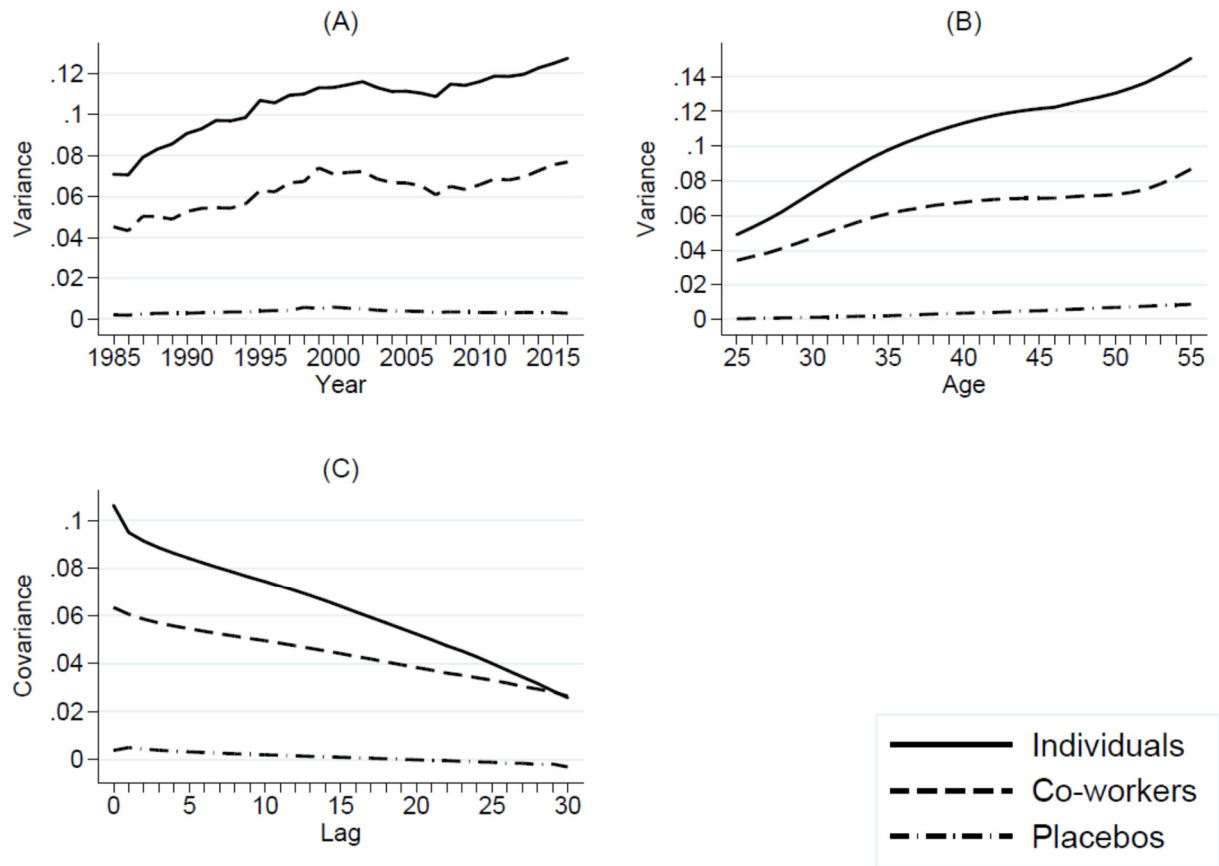 (A)
Variance
.12
.1
.08
.06
.04
.02
0
1985 1990 1995 2000 2005 2010 2015
Year
(B)
Variance
.14
.12
.1
.08
.06
.04
.02
0
25 30 35 40 45 50 55
Age
(C)
Covariance
.1
.08
.06
.04
.02
0
0 5 10 15 20 25 30
Lag
Individuals
Co-workers
Placebos